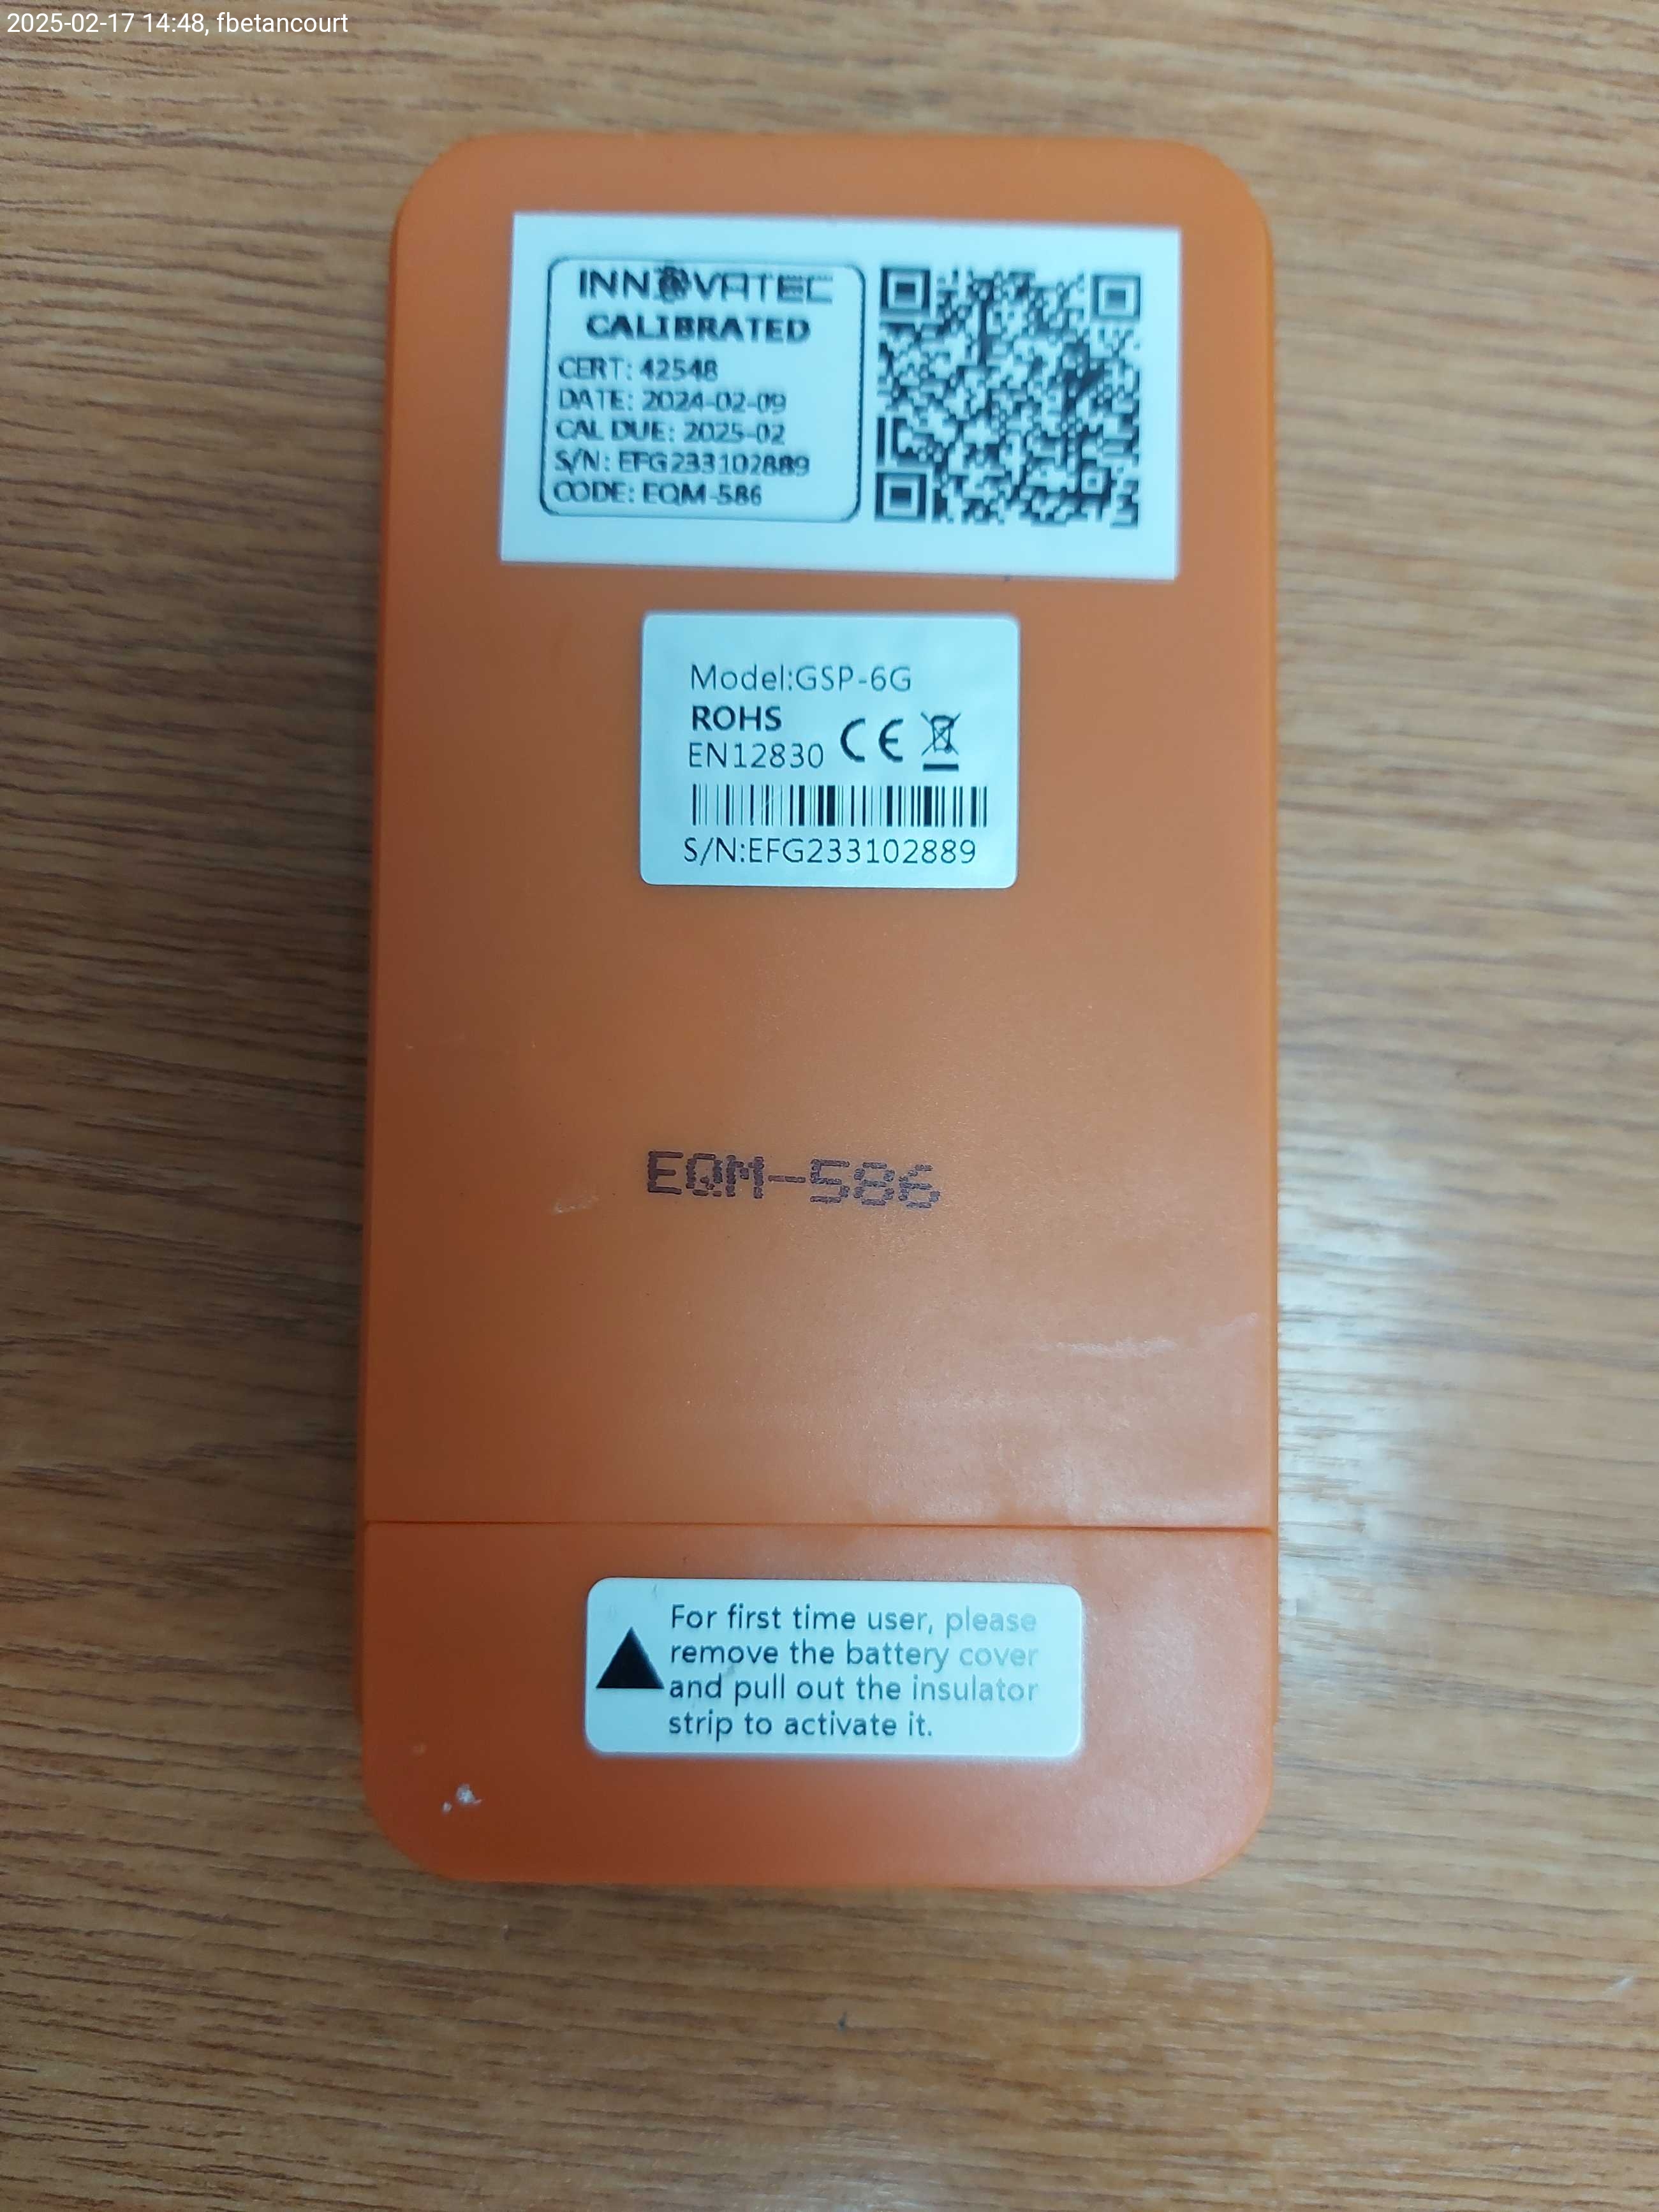 2025-02-17 14:48, fbetancourt
INNOVATEC
CALIBRATED
CERT: 42548
DATE: 2024-02-09
CAL DUE: 2025-02
S/N: EFG233102889
CODE: EQM-586
Model:GSP-6G
ROHS
EN12830 CE
S/N:EFG233102889
EQM-586
For first time user, please
remove the battery cover
and pull out the insulator
strip to activate it.